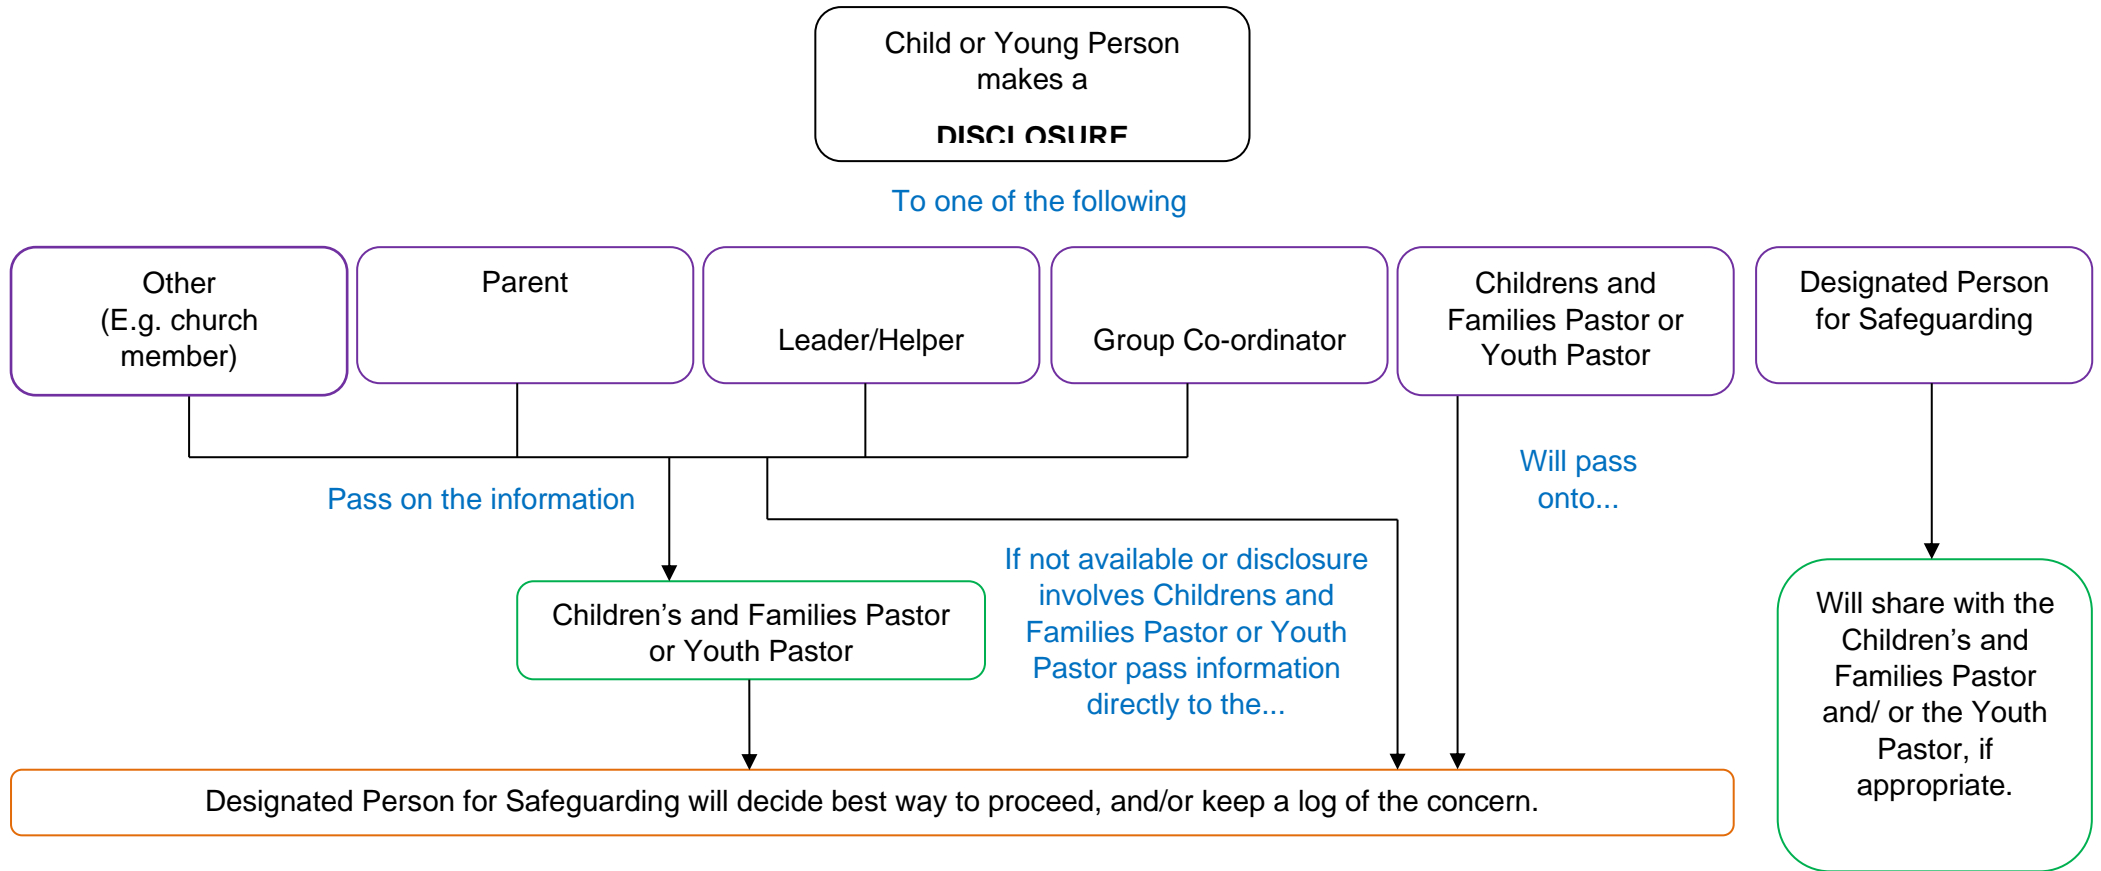 Child or Young Person
makes a
DISCLOSURE
To one of the following
Other
(E.g. church
member)
Parent
Leader/Helper
Group Co-ordinator
Childrens and
Families Pastor or
Youth Pastor
Designated Person
for Safeguarding
Pass on the information
Will pass
onto...
Children’s and Families Pastor
or Youth Pastor
If not available or disclosure
involves Childrens and
Families Pastor or Youth
Pastor pass information
directly to the...
Will share with the
Children’s and
Families Pastor
and/ or the Youth
Pastor, if
appropriate.
Designated Person for Safeguarding will decide best way to proceed, and/or keep a log of the concern.